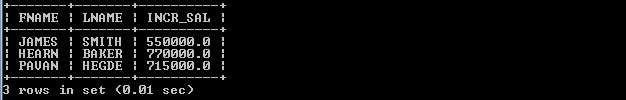 +-------+-------+----------+
| FNAME | LNAME | INCR_SAL |
+-------+-------+----------+
| JAMES | SMITH | 550000.0 |
| HEARN | BAKER | 770000.0 |
| PAVAN | HEGDE | 715000.0 |
+-------+-------+----------+
3 rows in set (0.01 sec)